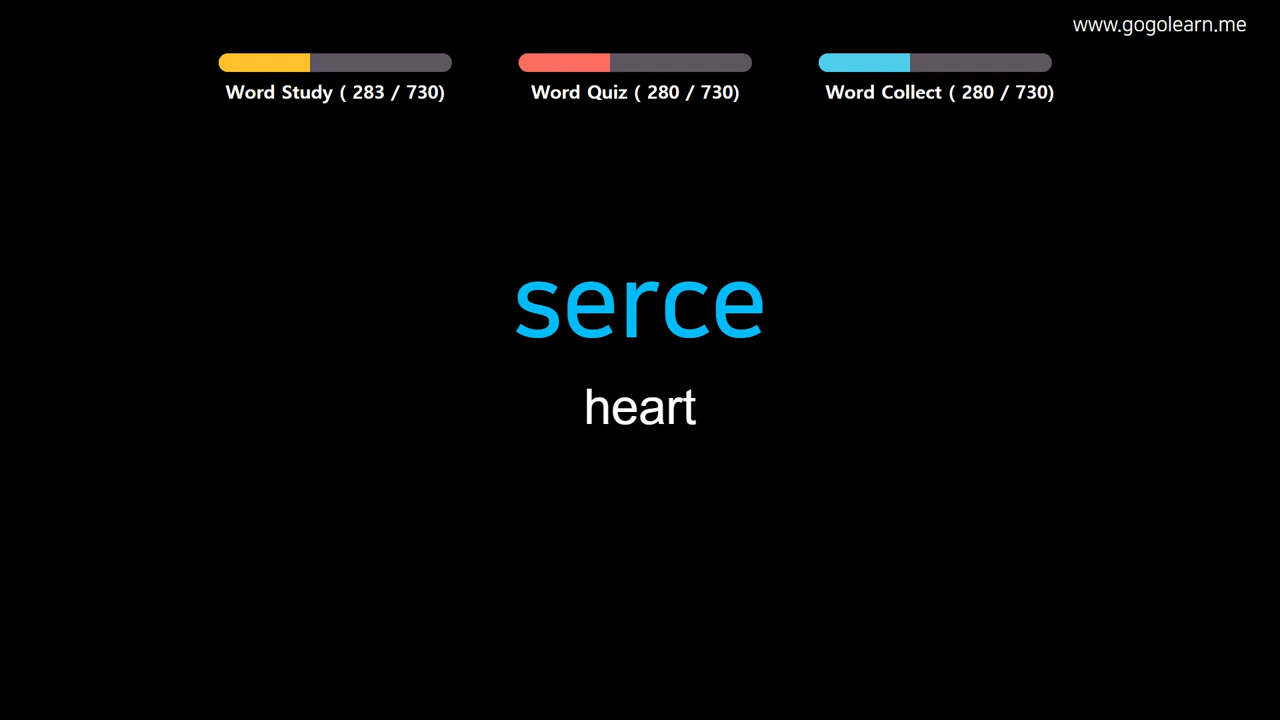 www.gogolearn.me
Word Study ( 283 / 730)
Word Quiz ( 280 / 730)
Word Collect ( 280 / 730)
serce
heart